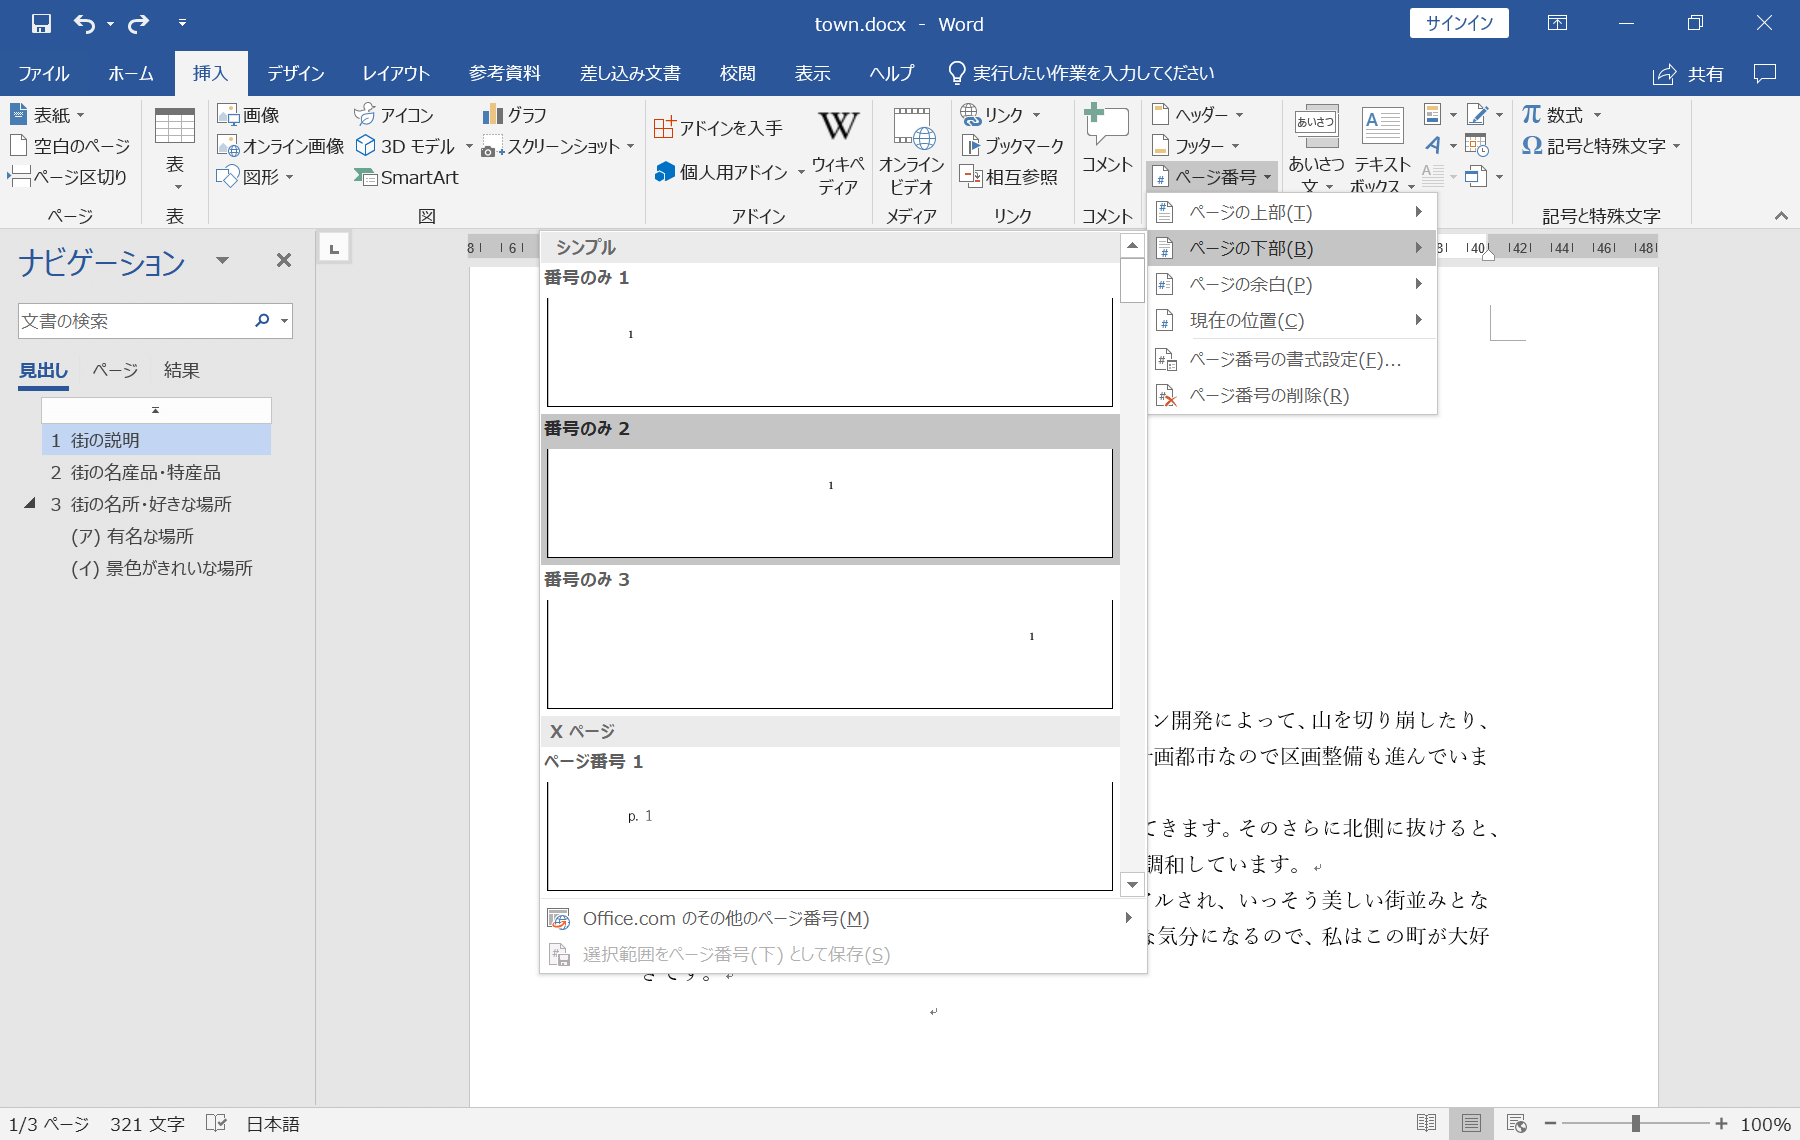 town.docx - Word
サインイン
ファイル ホーム 挿入 デザイン レイアウト 参考資料 差し込み文書 校閲 表示 ヘルプ 実行したい作業を入力してください 共有
表紙
空白のページ
ページ区切り
ページ
表
表
画像
オンライン画像
図形
アイコン
3D モデル
SmartArt
グラフ
スクリーンショット
図
アドインを入手
個人用アドイン
ウィキペ
ディア
アドイン
オンライン
ビデオ
メディア
リンク
ブックマーク
相互参照
リンク
コメント
コメント
ヘッダー
フッター
ページ番号
あいさつ
あいさつ
文
テキスト
ボックス
数式
記号と特殊文字
記号と特殊文字
ページの上部(T)
ページの下部(B)
ページの余白(P)
現在の位置(C)
ページ番号の書式設定(F)...
ページ番号の削除(R)
ナビゲーション
文書の検索
見出し ページ 結果
1 街の説明
2 街の名産品・特産品
3 街の名所・好きな場所
(ア) 有名な場所
(イ) 景色がきれいな場所
8 6
40 42 44 46 48
シンプル
番号のみ 1
1
番号のみ 2
1
番号のみ 3
1
X ページ
ページ番号 1
p. 1
Office.com のその他のページ番号(M)
選択範囲をページ番号(下) として保存(S)
ン開発によって、山を切り崩したり、
画都市なので区画整備も進んでいま
てきます。そのさらに北側に抜けると、
調和しています。
アルされ、いっそう美しい街並みとな
な気分になるので、私はこの町が大好
きです。
1/3 ページ 321 文字 日本語
100%